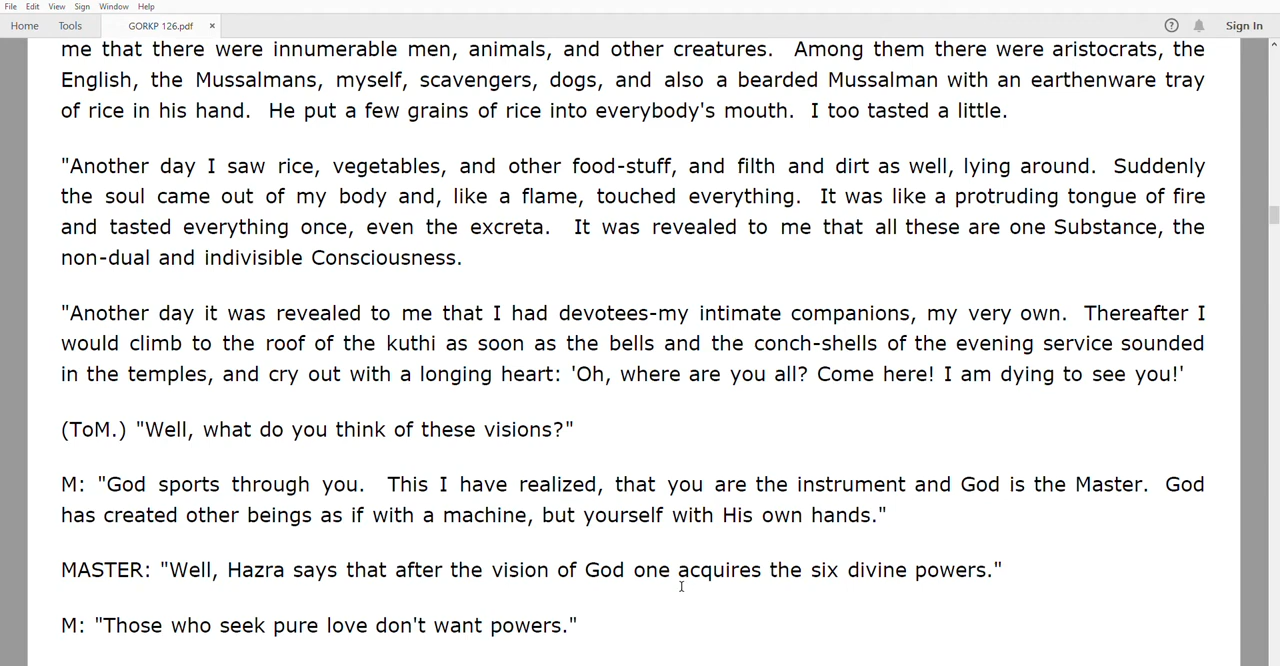 File Edit View Sign Window Help
Home Tools GORKP 126.pdf × ? Sign In
me that there were innumerable men, animals, and other creatures. Among them there were aristocrats, the
English, the Mussalmans, myself, scavengers, dogs, and also a bearded Mussalman with an earthenware tray
of rice in his hand. He put a few grains of rice into everybody's mouth. I too tasted a little.
"Another day I saw rice, vegetables, and other food-stuff, and filth and dirt as well, lying around. Suddenly
the soul came out of my body and, like a flame, touched everything. It was like a protruding tongue of fire
and tasted everything once, even the excreta. It was revealed to me that all these are one Substance, the
non-dual and indivisible Consciousness.
"Another day it was revealed to me that I had devotees-my intimate companions, my very own. Thereafter I
would climb to the roof of the kuthi as soon as the bells and the conch-shells of the evening service sounded
in the temples, and cry out with a longing heart: 'Oh, where are you all? Come here! I am dying to see you!'
(ToM.) "Well, what do you think of these visions?"
M: "God sports through you. This I have realized, that you are the instrument and God is the Master. God
has created other beings as if with a machine, but yourself with His own hands."
MASTER: "Well, Hazra says that after the vision of God one acquires the six divine powers."
M: "Those who seek pure love don't want powers."